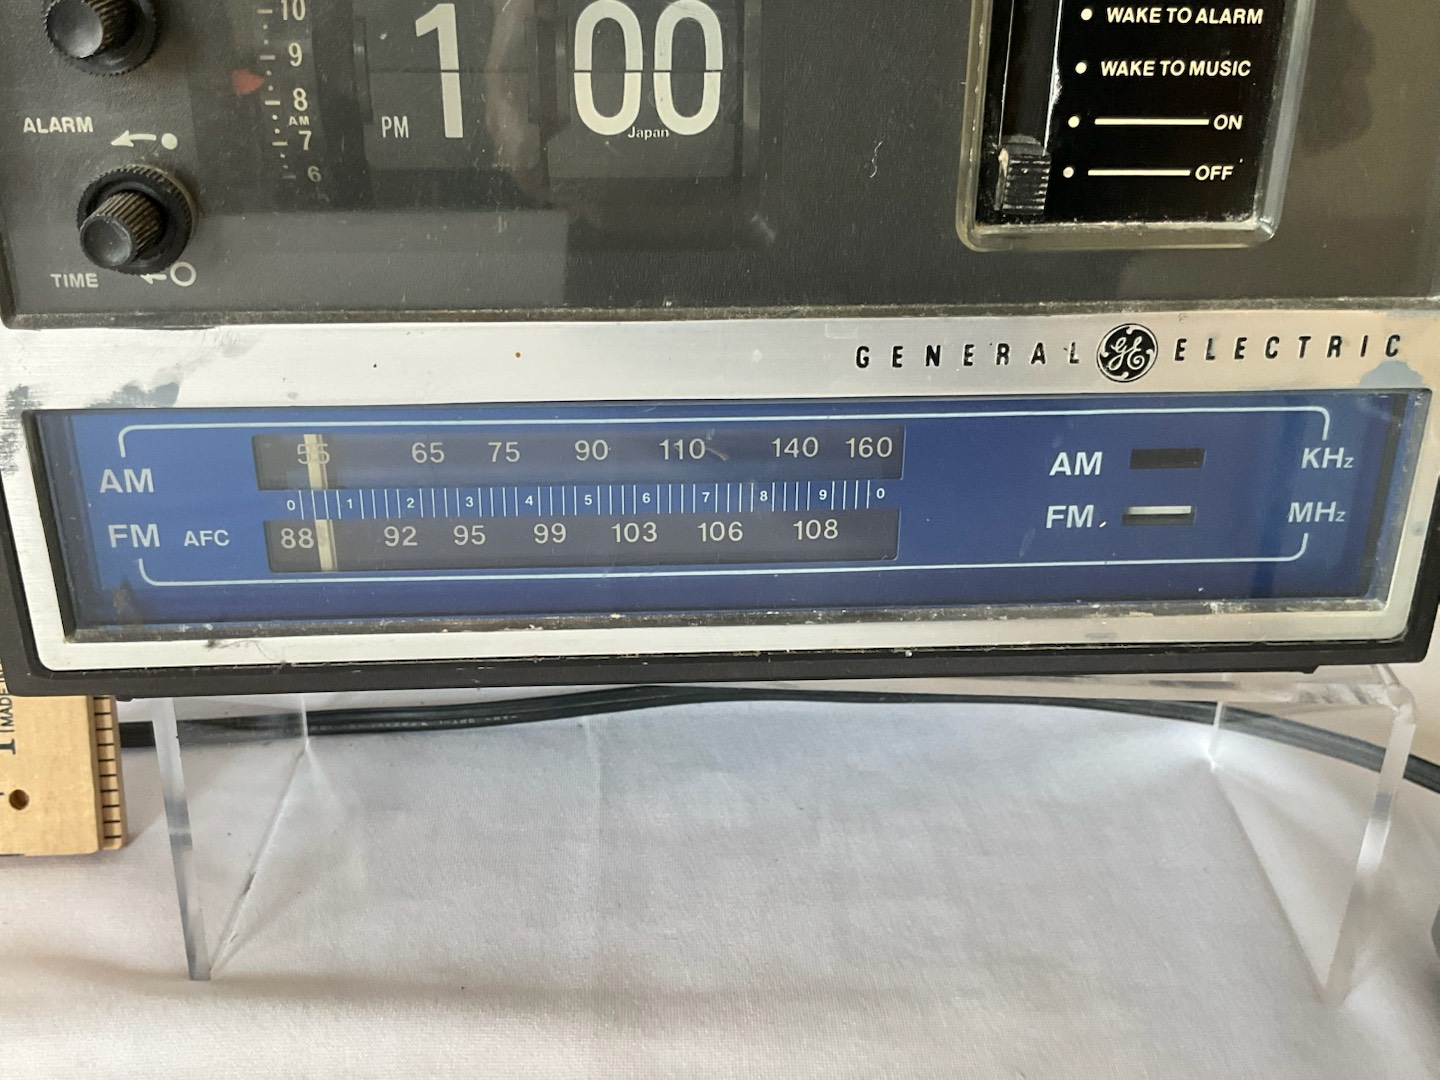 10
9
8
AM
7
6
ALARM
TIME
PM 1 00
Japan
WAKE TO ALARM
WAKE TO MUSIC
ON
OFF
GENERAL GE ELECTRIC
AM 55 65 75 90 110 140 160 AM KHz
0 1 2 3 4 5 6 7 8 9 0
FM AFC 88 92 95 99 103 106 108 FM MHz